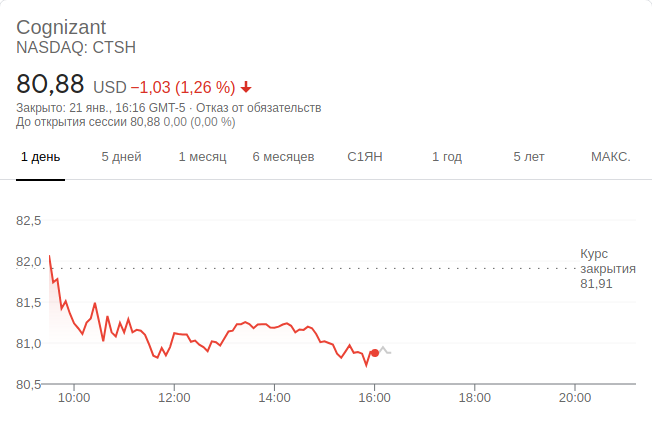 Cognizant
NASDAQ: CTSH
80,88 USD −1,03 (1,26 %)
Закрыто: 21 янв., 16:16 GMT-5 · Отказ от обязательств
До открытия сессии 80,88 0,00 (0,00 %)
1 день 5 дней 1 месяц 6 месяцев С1ЯН 1 год 5 лет МАКС.
82,5
82,0
81,5
81,0
80,5
Курс
закрытия
81,91
10:00 12:00 14:00 16:00 18:00 20:00